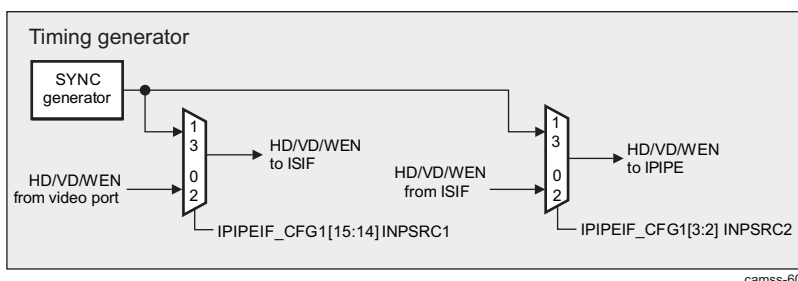 Timing generator
SYNC
generator
1
3
0
2
HD/VD/WEN
to ISIF
HD/VD/WEN
from video port
IPIPEIF_CFG1[15:14] INPSRC1
HD/VD/WEN
from ISIF
1
3
0
2
HD/VD/WEN
to IPIPE
IPIPEIF_CFG1[3:2] INPSRC2